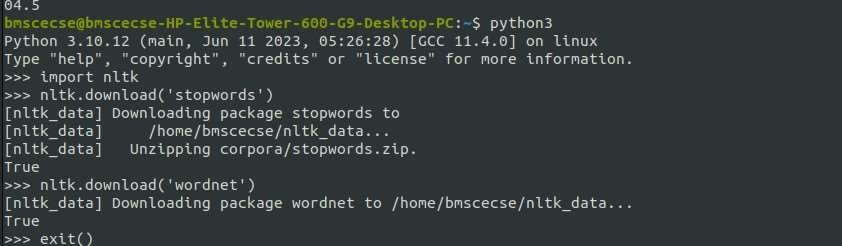 04.5
bmscecse@bmscecse-HP-Elite-Tower-600-G9-Desktop-PC:~$ python3
Python 3.10.12 (main, Jun 11 2023, 05:26:28) [GCC 11.4.0] on linux
Type "help", "copyright", "credits" or "license" for more information.
>>> import nltk
>>> nltk.download('stopwords')
[nltk_data] Downloading package stopwords to
[nltk_data]     /home/bmscecse/nltk_data...
[nltk_data]   Unzipping corpora/stopwords.zip.
True
>>> nltk.download('wordnet')
[nltk_data] Downloading package wordnet to /home/bmscecse/nltk_data...
True
>>> exit()